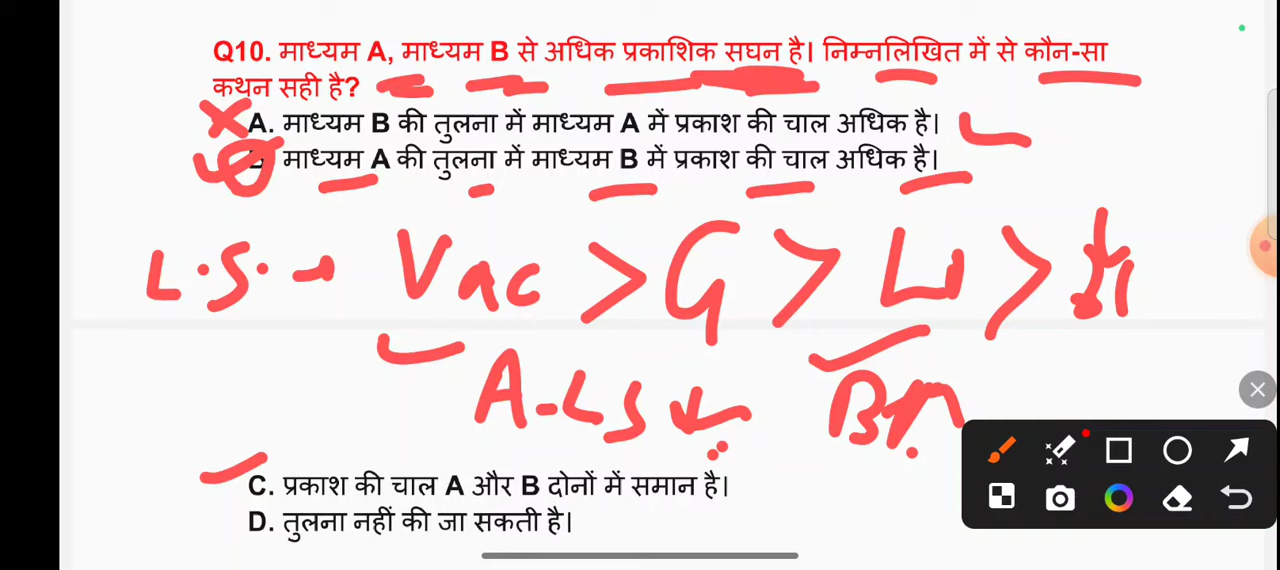 Q10. माध्यम A, माध्यम B से अधिक प्रकाशिक सघन है। निम्नलिखित में से कौन-सा
कथन सही है?
A. माध्यम B की तुलना में माध्यम A में प्रकाश की चाल अधिक है।
B. माध्यम A की तुलना में माध्यम B में प्रकाश की चाल अधिक है।
L.S. → Vac > G > Li >
A - LS ↓ B
C. प्रकाश की चाल A और B दोनों में समान है।
D. तुलना नहीं की जा सकती है।